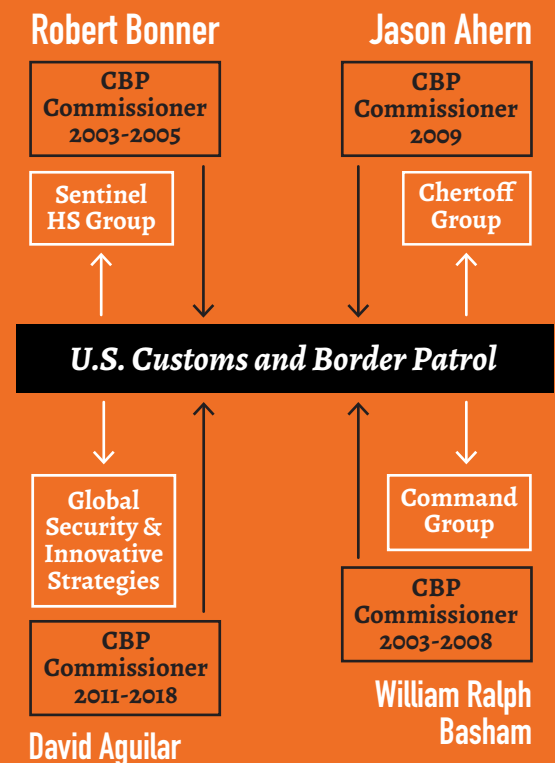 Robert Bonner
CBP
Commissioner
2003-2005
Sentinel
HS Group
Jason Ahern
CBP
Commissioner
2009
Chertoff
Group
U.S. Customs and Border Patrol
Global
Security &
Innovative
Strategies
CBP
Commissioner
2011-2018
David Aguilar
Command
Group
CBP
Commissioner
2003-2008
William Ralph
Basham